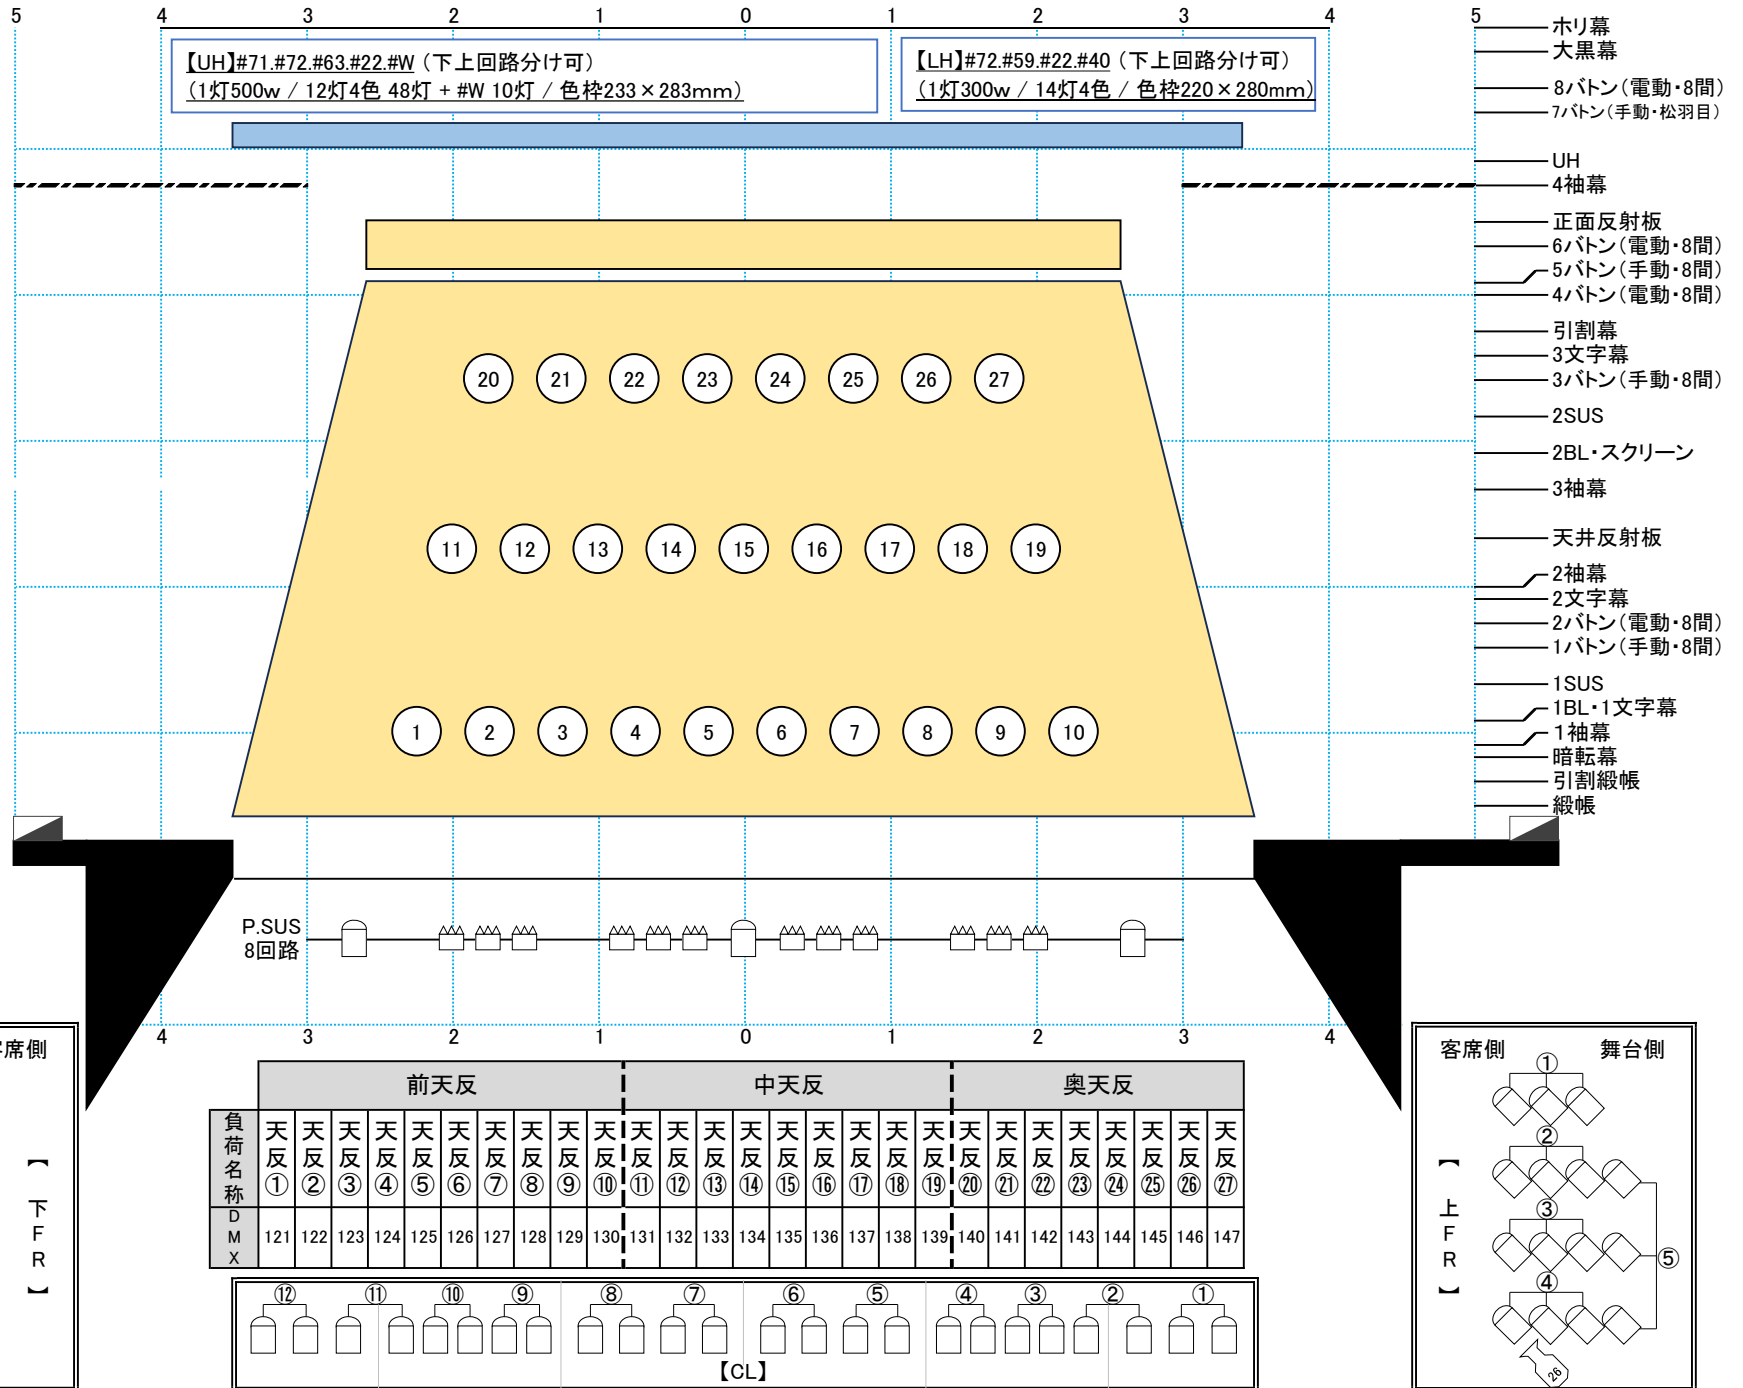 5 4 3 2 1 0 1 2 3 4 5
【UH】#71.#72.#63.#22.#W (下上回路分け可)
(1灯500w / 12灯4色 48灯 + #W 10灯 / 色枠233×283mm)
【LH】#72.#59.#22.#40 (下上回路分け可)
(1灯300w / 14灯4色 / 色枠220×280mm)
ホリ幕
大黒幕
8バトン(電動・8間)
7バトン(手動・松羽目)
UH
4袖幕
正面反射板
6バトン(電動・8間)
5バトン(手動・8間)
4バトン(電動・8間)
引割幕
3文字幕
3バトン(手動・8間)
2SUS
2BL・スクリーン
3袖幕
天井反射板
2袖幕
2文字幕
2バトン(電動・8間)
1バトン(手動・8間)
1SUS
1BL・1文字幕
1袖幕
暗転幕
引割緞帳
緞帳
20 21 22 23 24 25 26 27
11 12 13 14 15 16 17 18 19
1 2 3 4 5 6 7 8 9 10
P.SUS
8回路
4 3 2 1 0 1 2 3 4
席側
【下FR】
前天反 中天反 奥天反
負荷名称 天反① 天反② 天反③ 天反④ 天反⑤ 天反⑥ 天反⑦ 天反⑧ 天反⑨ 天反⑩ 天反⑪ 天反⑫ 天反⑬ 天反⑭ 天反⑮ 天反⑯ 天反⑰ 天反⑱ 天反⑲ 天反⑳ 天反㉑ 天反㉒ 天反㉓ 天反㉔ 天反㉕ 天反㉖ 天反㉗
DMX 121 122 123 124 125 126 127 128 129 130 131 132 133 134 135 136 137 138 139 140 141 142 143 144 145 146 147
⑫ ⑪ ⑩ ⑨ ⑧ ⑦ ⑥ ⑤ ④ ③ ② ①
【CL】
客席側 舞台側
①
②
【上FR】
③
⑤
④
26